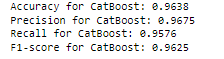 Accuracy for CatBoost: 0.9638
Precision for CatBoost: 0.9675
Recall for CatBoost: 0.9576
F1-score for CatBoost: 0.9625